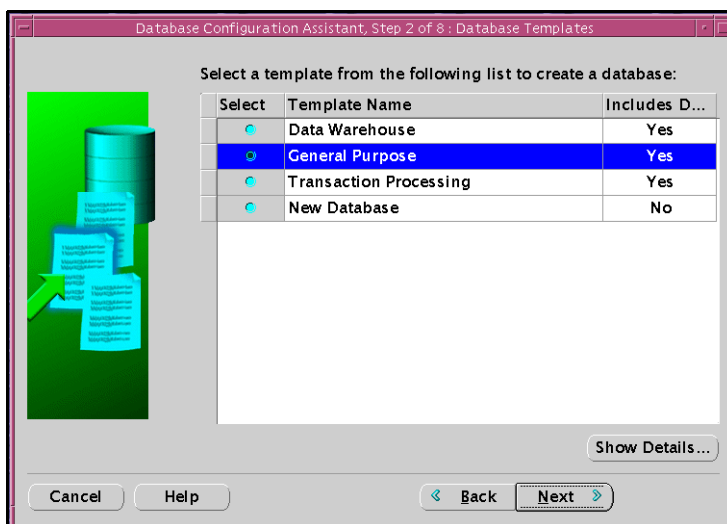 Database Configuration Assistant, Step 2 of 8 : Database Templates
Select a template from the following list to create a database:
Select Template Name Includes D...
Data Warehouse Yes
General Purpose Yes
Transaction Processing Yes
New Database No
Show Details...
Cancel Help Back Next